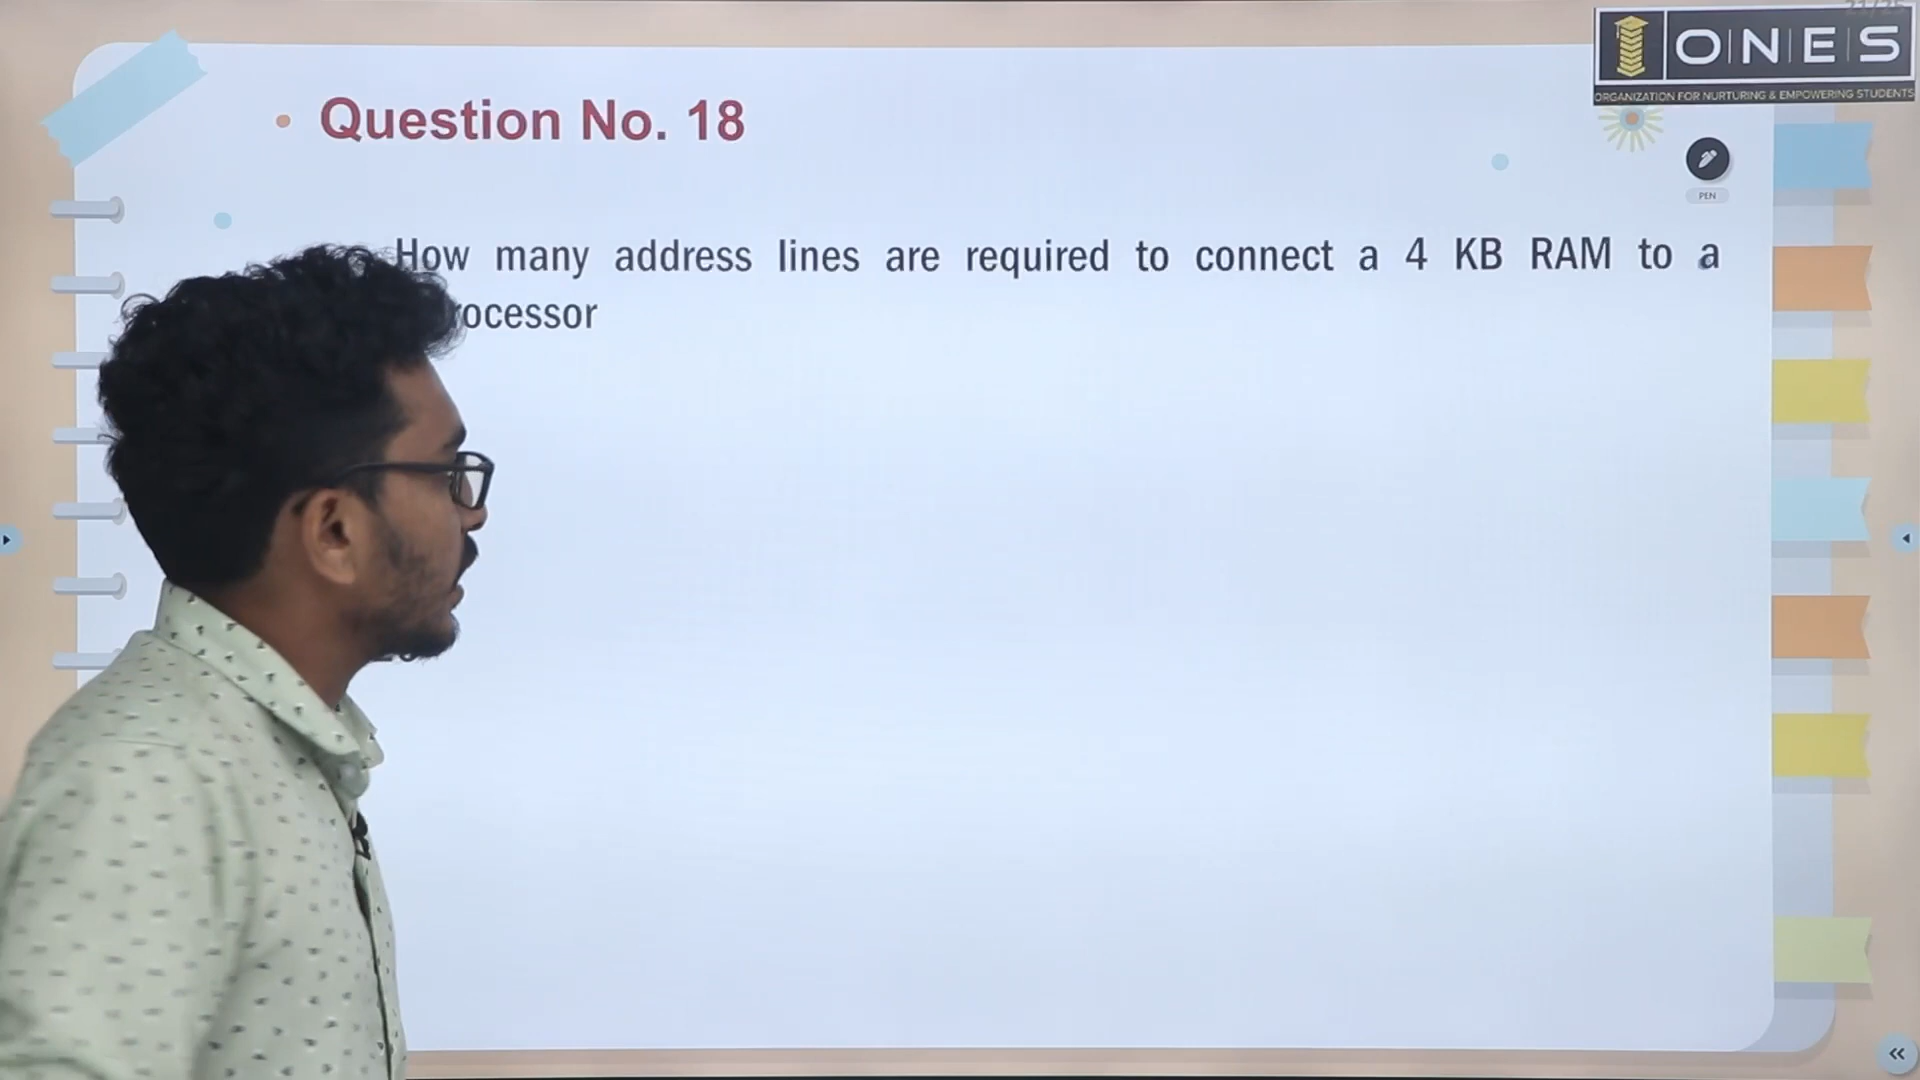 ONES
ORGANIZATION FOR NURTURING & EMPOWERING STUDENTS
• Question No. 18
PEN
How many address lines are required to connect a 4 KB RAM to a
rocessor